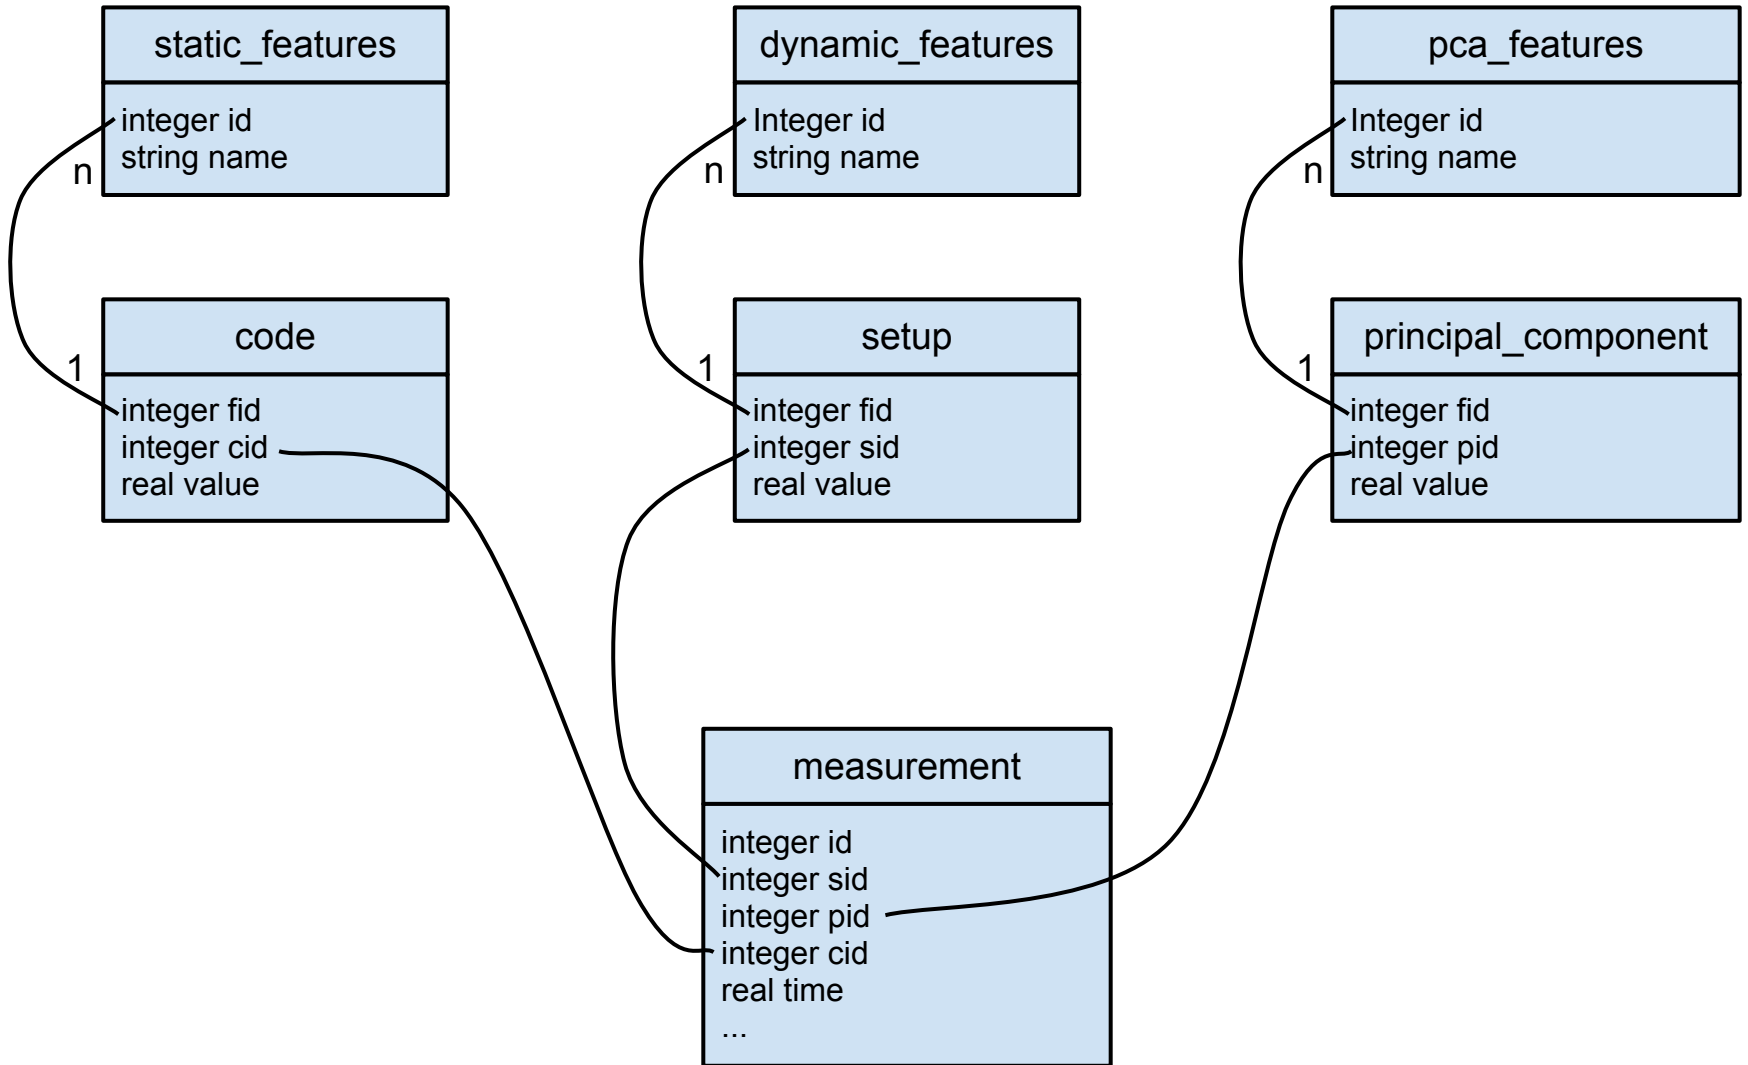 static_features
integer id
string name
n
dynamic_features
Integer id
string name
n
pca_features
Integer id
string name
n
code
1
integer fid
integer cid
real value
setup
1
integer fid
integer sid
real value
principal_component
1
integer fid
integer pid
real value
measurement
integer id
integer sid
integer pid
integer cid
real time
...